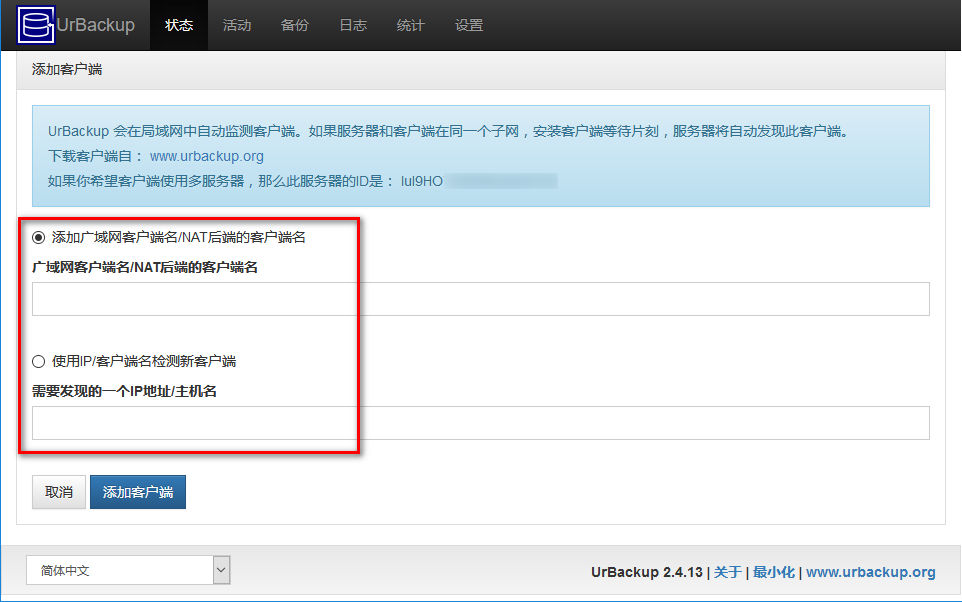 UrBackup 状态 活动 备份 日志 统计 设置
添加客户端
UrBackup 会在局域网中自动监测客户端。如果服务器和客户端在同一个子网，安装客户端等待片刻，服务器将自动发现此客户端。
下载客户端自： www.urbackup.org
如果你希望客户端使用多服务器，那么此服务器的ID是： lul9HO
添加广域网客户端名/NAT后端的客户端名
广域网客户端名/NAT后端的客户端名
使用IP/客户端名检测新客户端
需要发现的一个IP地址/主机名
取消 添加客户端
简体中文
UrBackup 2.4.13 | 关于 | 最小化 | www.urbackup.org